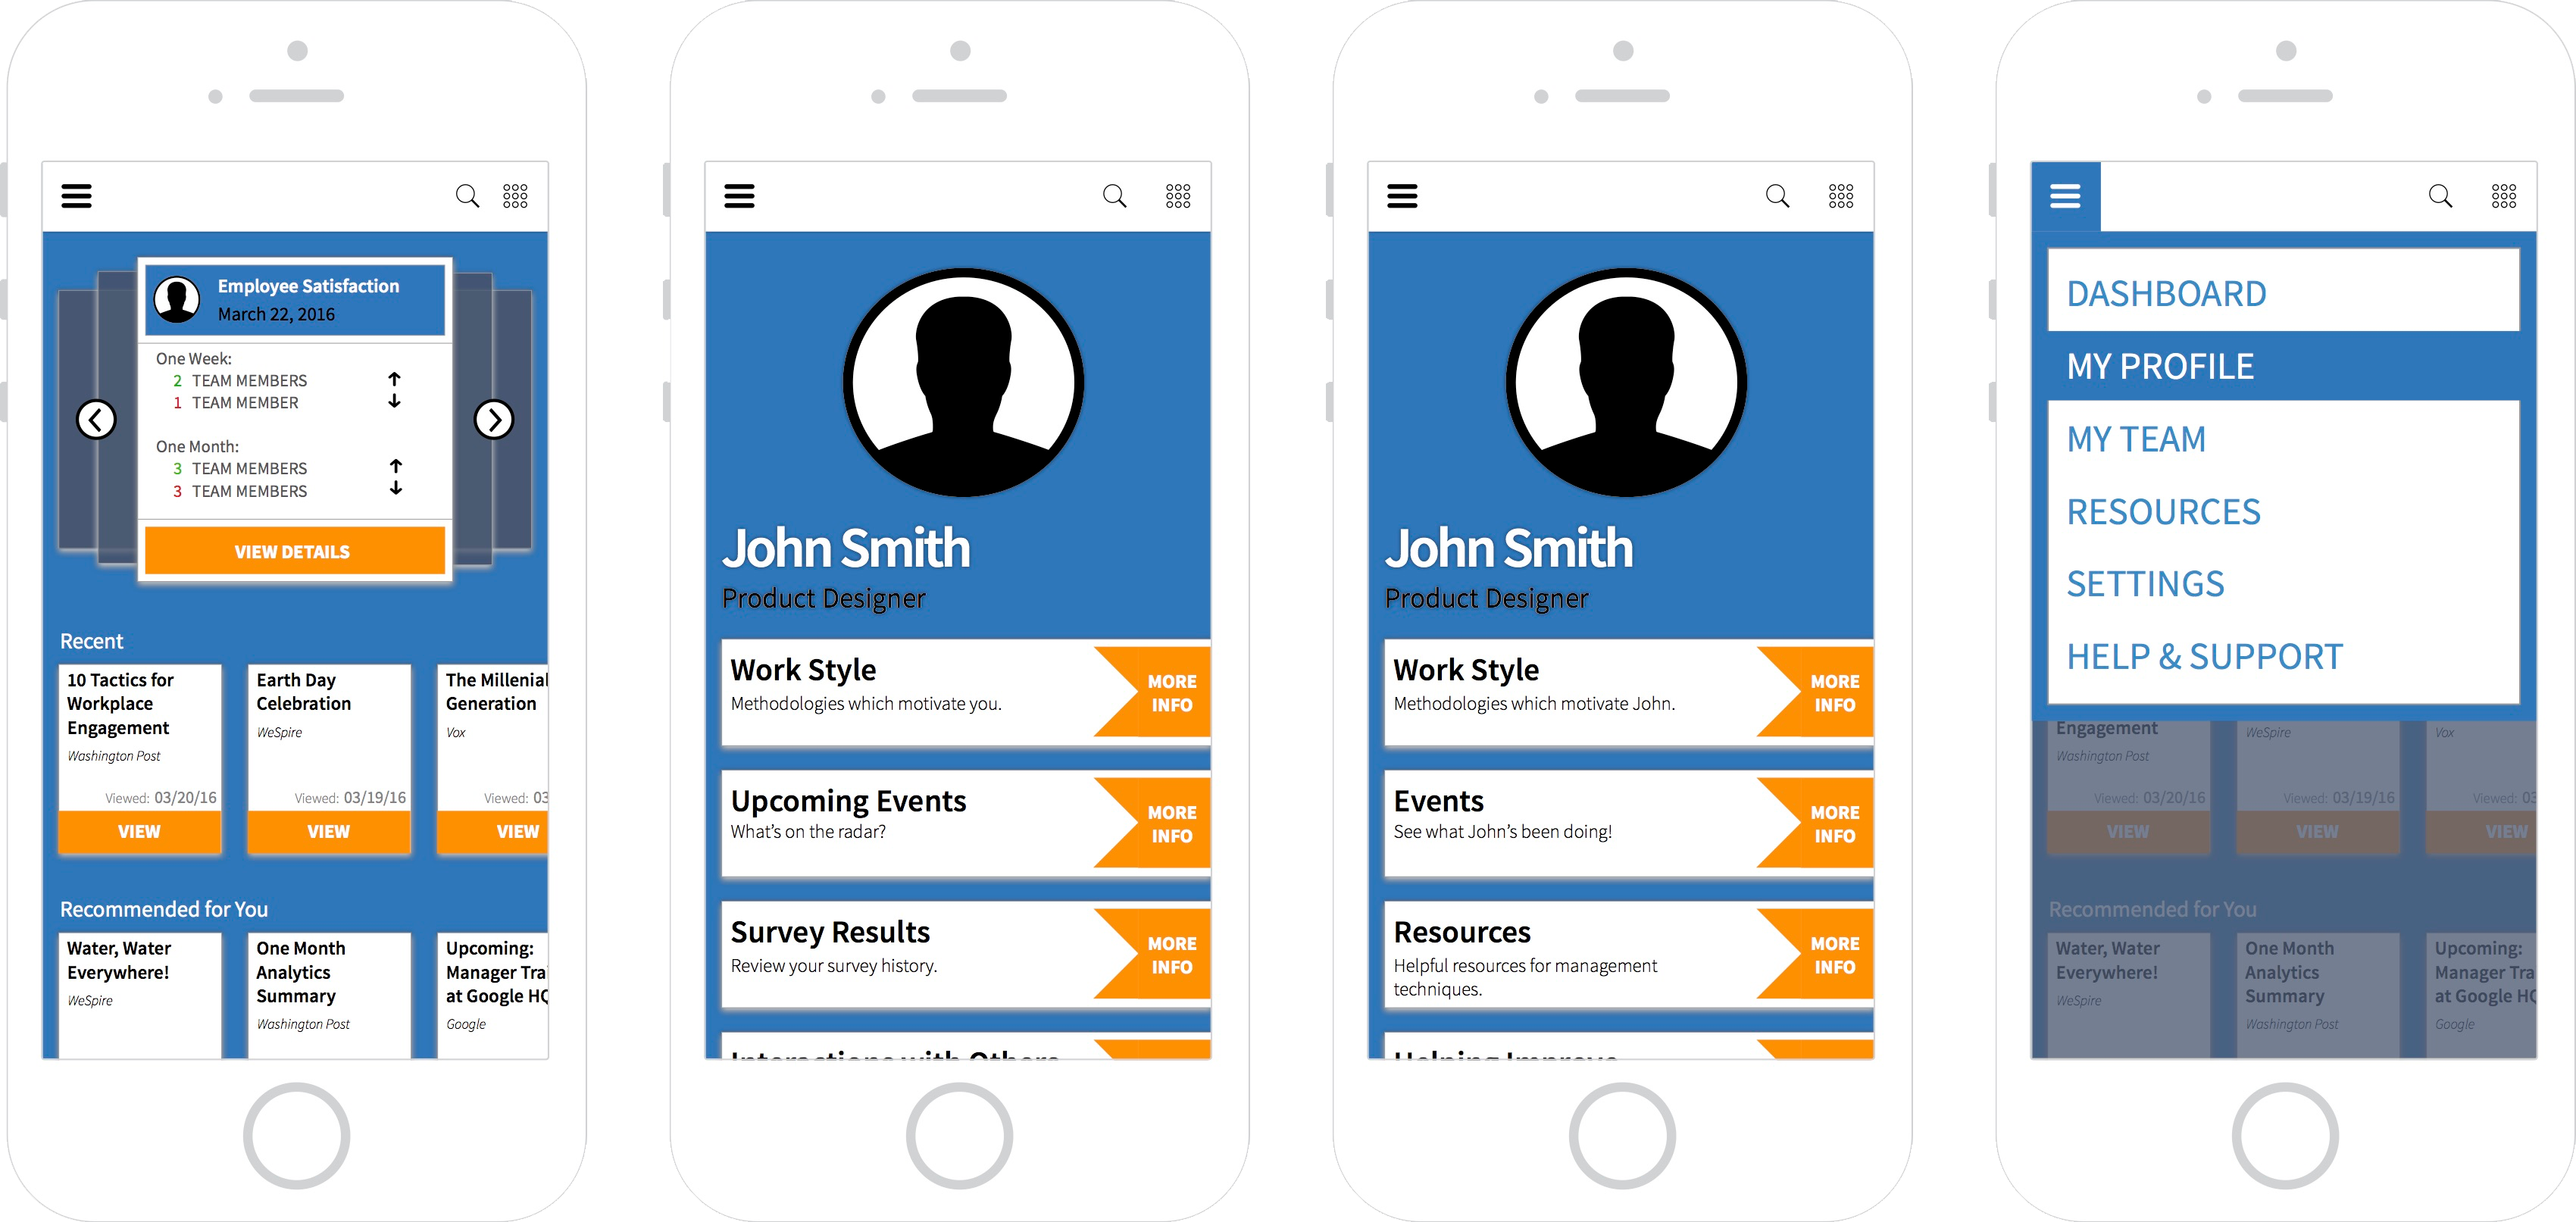 Employee Satisfaction
March 22, 2016
One Week:
2 TEAM MEMBERS
1 TEAM MEMBER
One Month:
3 TEAM MEMBERS
3 TEAM MEMBERS
VIEW DETAILS
Recent
10 Tactics for
Workplace
Engagement
Washington Post
Viewed: 03/20/16
VIEW
Earth Day
Celebration
WeSpire
Viewed: 03/19/16
VIEW
The Millenial
Generation
Vox
Viewed: 03
VIEW
Recommended for You
Water, Water
Everywhere!
WeSpire
One Month
Analytics
Summary
Washington Post
Upcoming:
Manager Tra
at Google HQ
Google
John Smith
Product Designer
Work Style
Methodologies which motivate you.
MORE
INFO
Upcoming Events
What's on the radar?
MORE
INFO
Survey Results
Review your survey history.
MORE
INFO
Interactions with Others
John Smith
Product Designer
Work Style
Methodologies which motivate John.
MORE
INFO
Events
See what John's been doing!
MORE
INFO
Resources
Helpful resources for management
techniques.
MORE
INFO
Helping Improve
DASHBOARD
MY PROFILE
MY TEAM
RESOURCES
SETTINGS
HELP & SUPPORT
Engagement
Washington Post
Viewed: 03/20/16
VIEW
WeSpire
Viewed: 03/19/16
VIEW
Vox
Viewed: 03
VIEW
Recommended for You
Water, Water
Everywhere!
WeSpire
One Month
Analytics
Summary
Washington Post
Upcoming:
Manager Tra
at Google HQ
Google